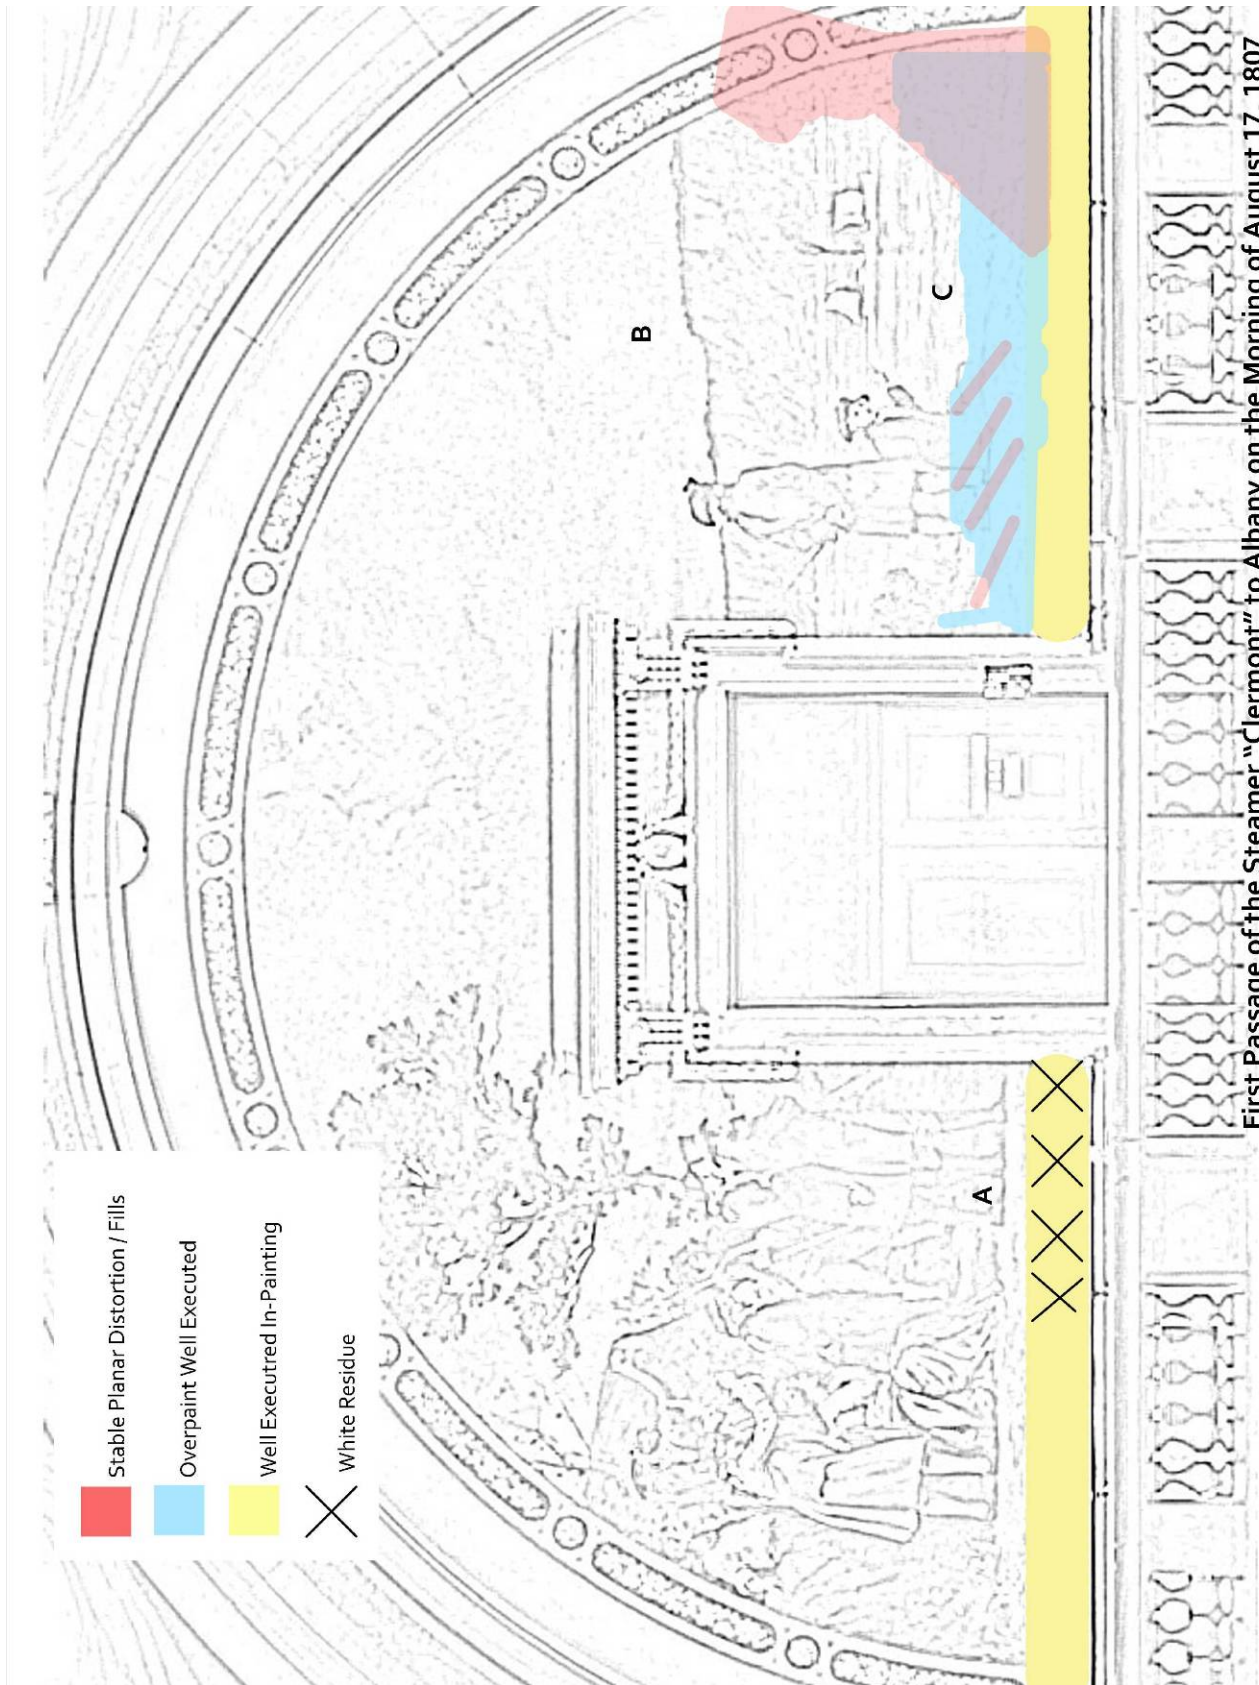 Stable Planar Distortion / Fills
Overpaint Well Executed
Well Executred In-Painting
White Residue
A
B
C
First Passage of the Steamer "Clermont" to Albany on the Morning of August 17, 1807